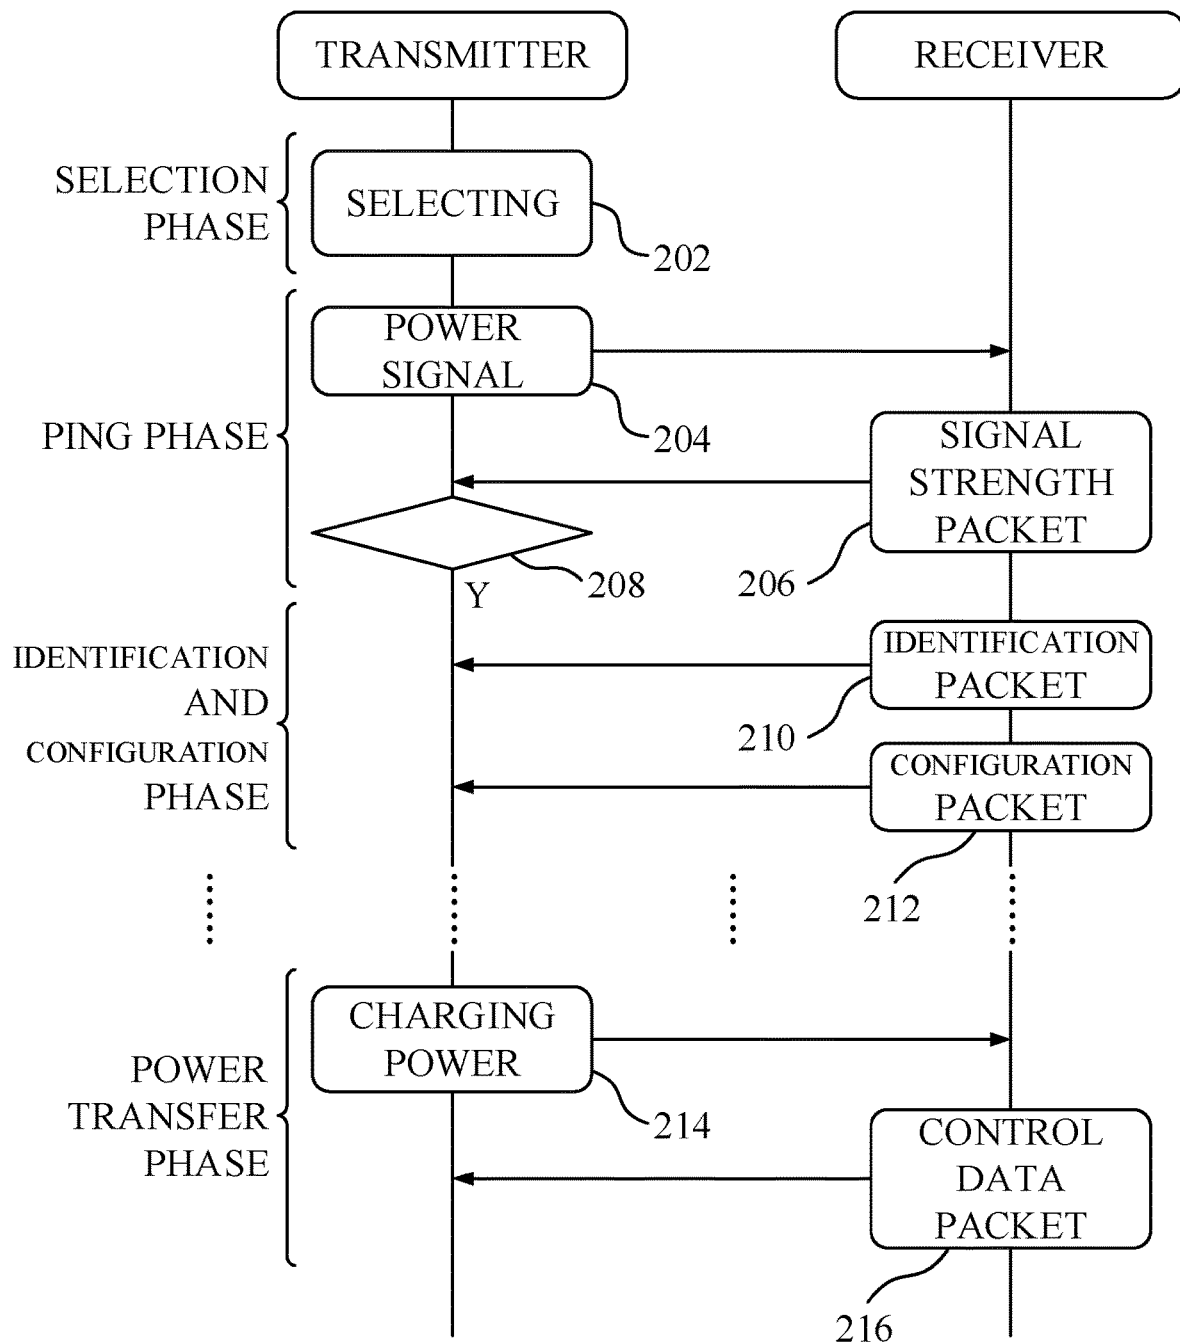 TRANSMITTER
RECEIVER
SELECTION
PHASE
SELECTING
202
POWER
SIGNAL
204
PING PHASE
SIGNAL
STRENGTH
PACKET
206
208
Y
IDENTIFICATION
AND
CONFIGURATION
PHASE
IDENTIFICATION
PACKET
210
CONFIGURATION
PACKET
212
POWER
TRANSFER
PHASE
CHARGING
POWER
214
CONTROL
DATA
PACKET
216